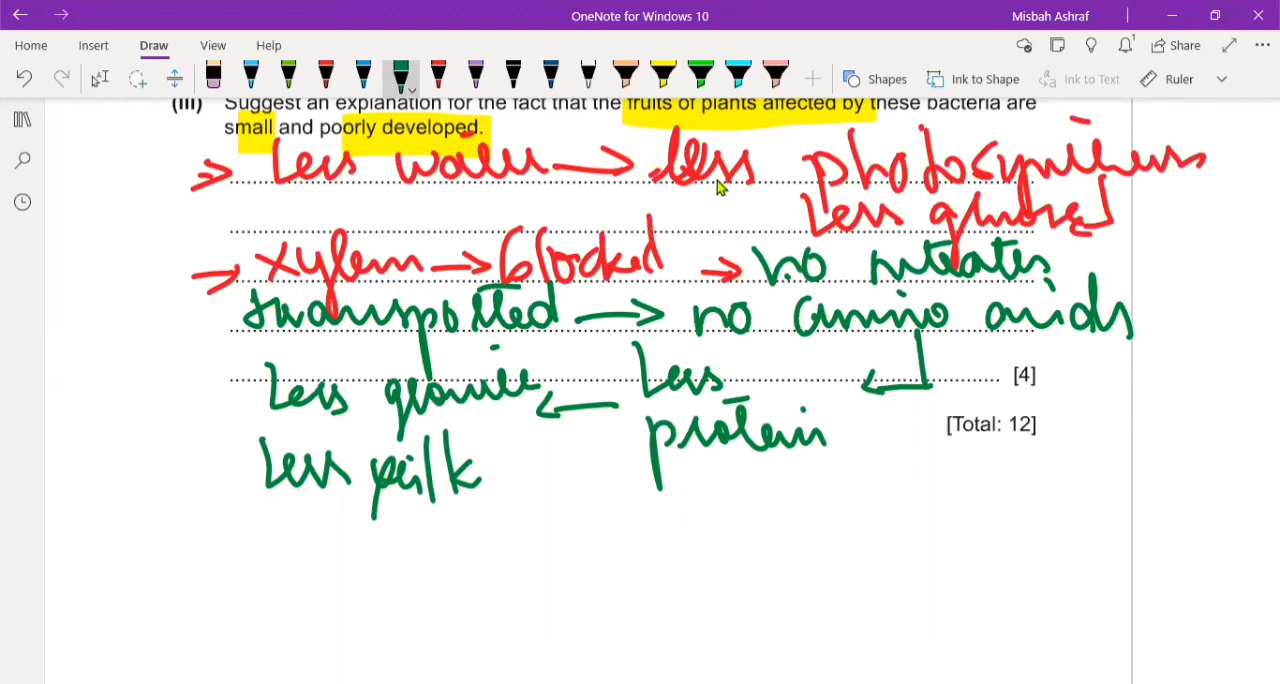 OneNote for Windows 10
Misbah Ashraf
Home Insert Draw View Help
Share
Shapes Ink to Shape Ink to Text Ruler
(iii) Suggest an explanation for the fact that the fruits of plants affected by these bacteria are
small and poorly developed.
→ Less water → less photosynthesis
Less glucose
→ xylem → blocked → no nitrates
transported → no amino acids
[4]
Less growth ← Less
protein
[Total: 12]
Less